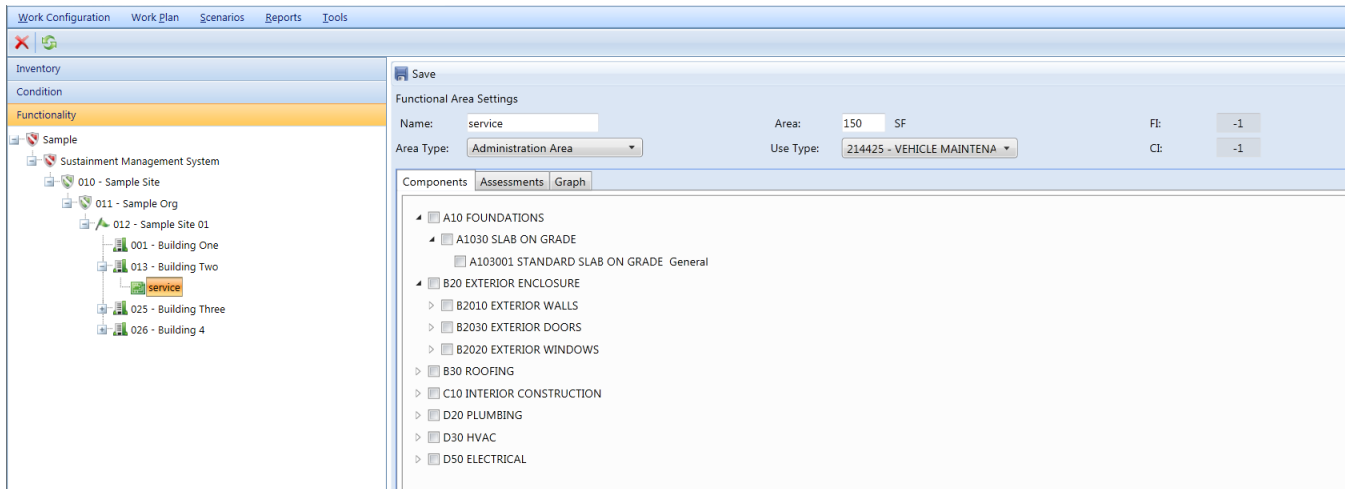 Work Configuration Work Plan Scenarios Reports Tools
Inventory
Condition
Functionality
Sample
Sustainment Management System
010 - Sample Site
011 - Sample Org
012 - Sample Site 01
001 - Building One
013 - Building Two
service
025 - Building Three
026 - Building 4
Save
Functional Area Settings
Name: service Area: 150 SF FI: -1
Area Type: Administration Area Use Type: 214425 - VEHICLE MAINTENA CI: -1
Components Assessments Graph
A10 FOUNDATIONS
A1030 SLAB ON GRADE
A103001 STANDARD SLAB ON GRADE General
B20 EXTERIOR ENCLOSURE
B2010 EXTERIOR WALLS
B2030 EXTERIOR DOORS
B2020 EXTERIOR WINDOWS
B30 ROOFING
C10 INTERIOR CONSTRUCTION
D20 PLUMBING
D30 HVAC
D50 ELECTRICAL